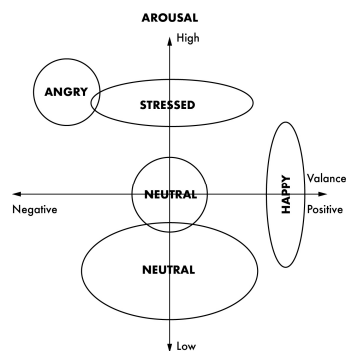 AROUSAL
High
ANGRY
STRESSED
NEUTRAL
HAPPY
Valance
Negative
Positive
NEUTRAL
Low